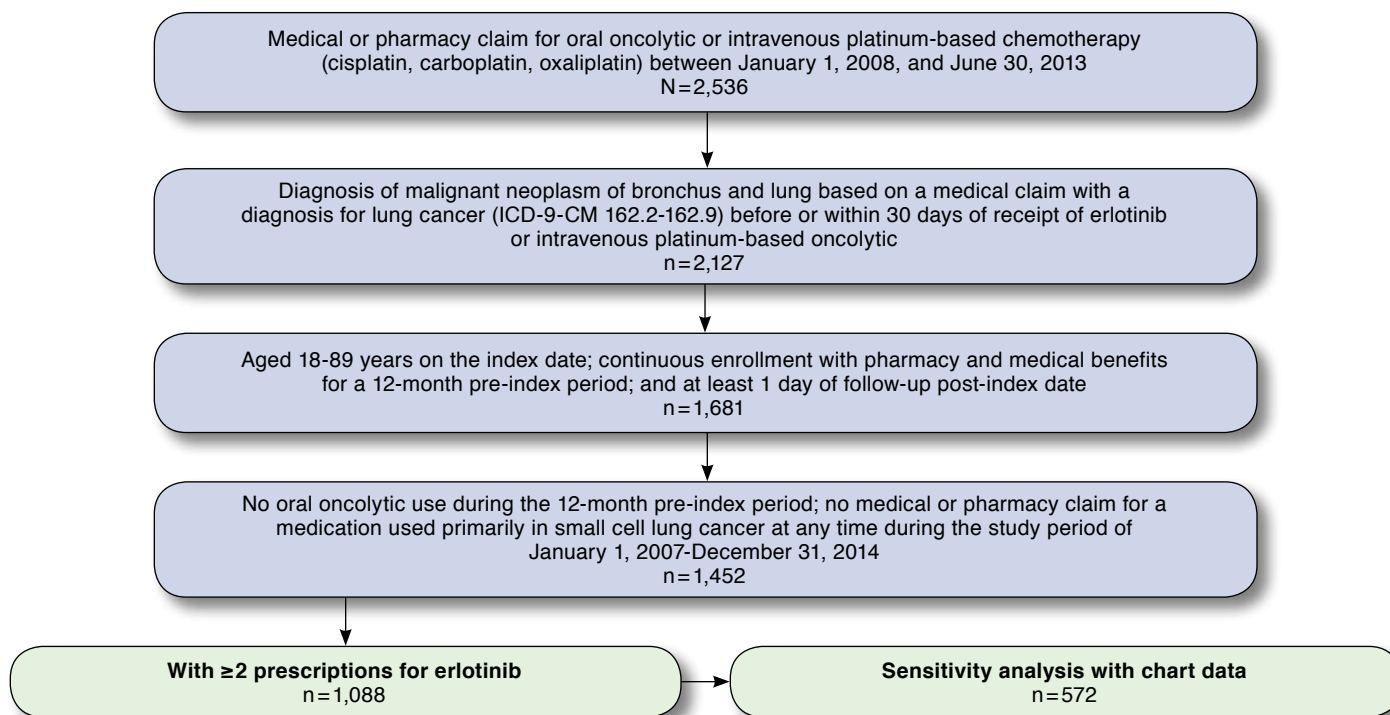 Medical or pharmacy claim for oral oncolytic or intravenous platinum-based chemotherapy
(cisplatin, carboplatin, oxaliplatin) between January 1, 2008, and June 30, 2013
N=2,536
Diagnosis of malignant neoplasm of bronchus and lung based on a medical claim with a
diagnosis for lung cancer (ICD-9-CM 162.2-162.9) before or within 30 days of receipt of erlotinib
or intravenous platinum-based oncolytic
n=2,127
Aged 18-89 years on the index date; continuous enrollment with pharmacy and medical benefits
for a 12-month pre-index period; and at least 1 day of follow-up post-index date
n=1,681
No oral oncolytic use during the 12-month pre-index period; no medical or pharmacy claim for a
medication used primarily in small cell lung cancer at any time during the study period of
January 1, 2007-December 31, 2014
n=1,452
With ≥2 prescriptions for erlotinib
n=1,088
Sensitivity analysis with chart data
n=572